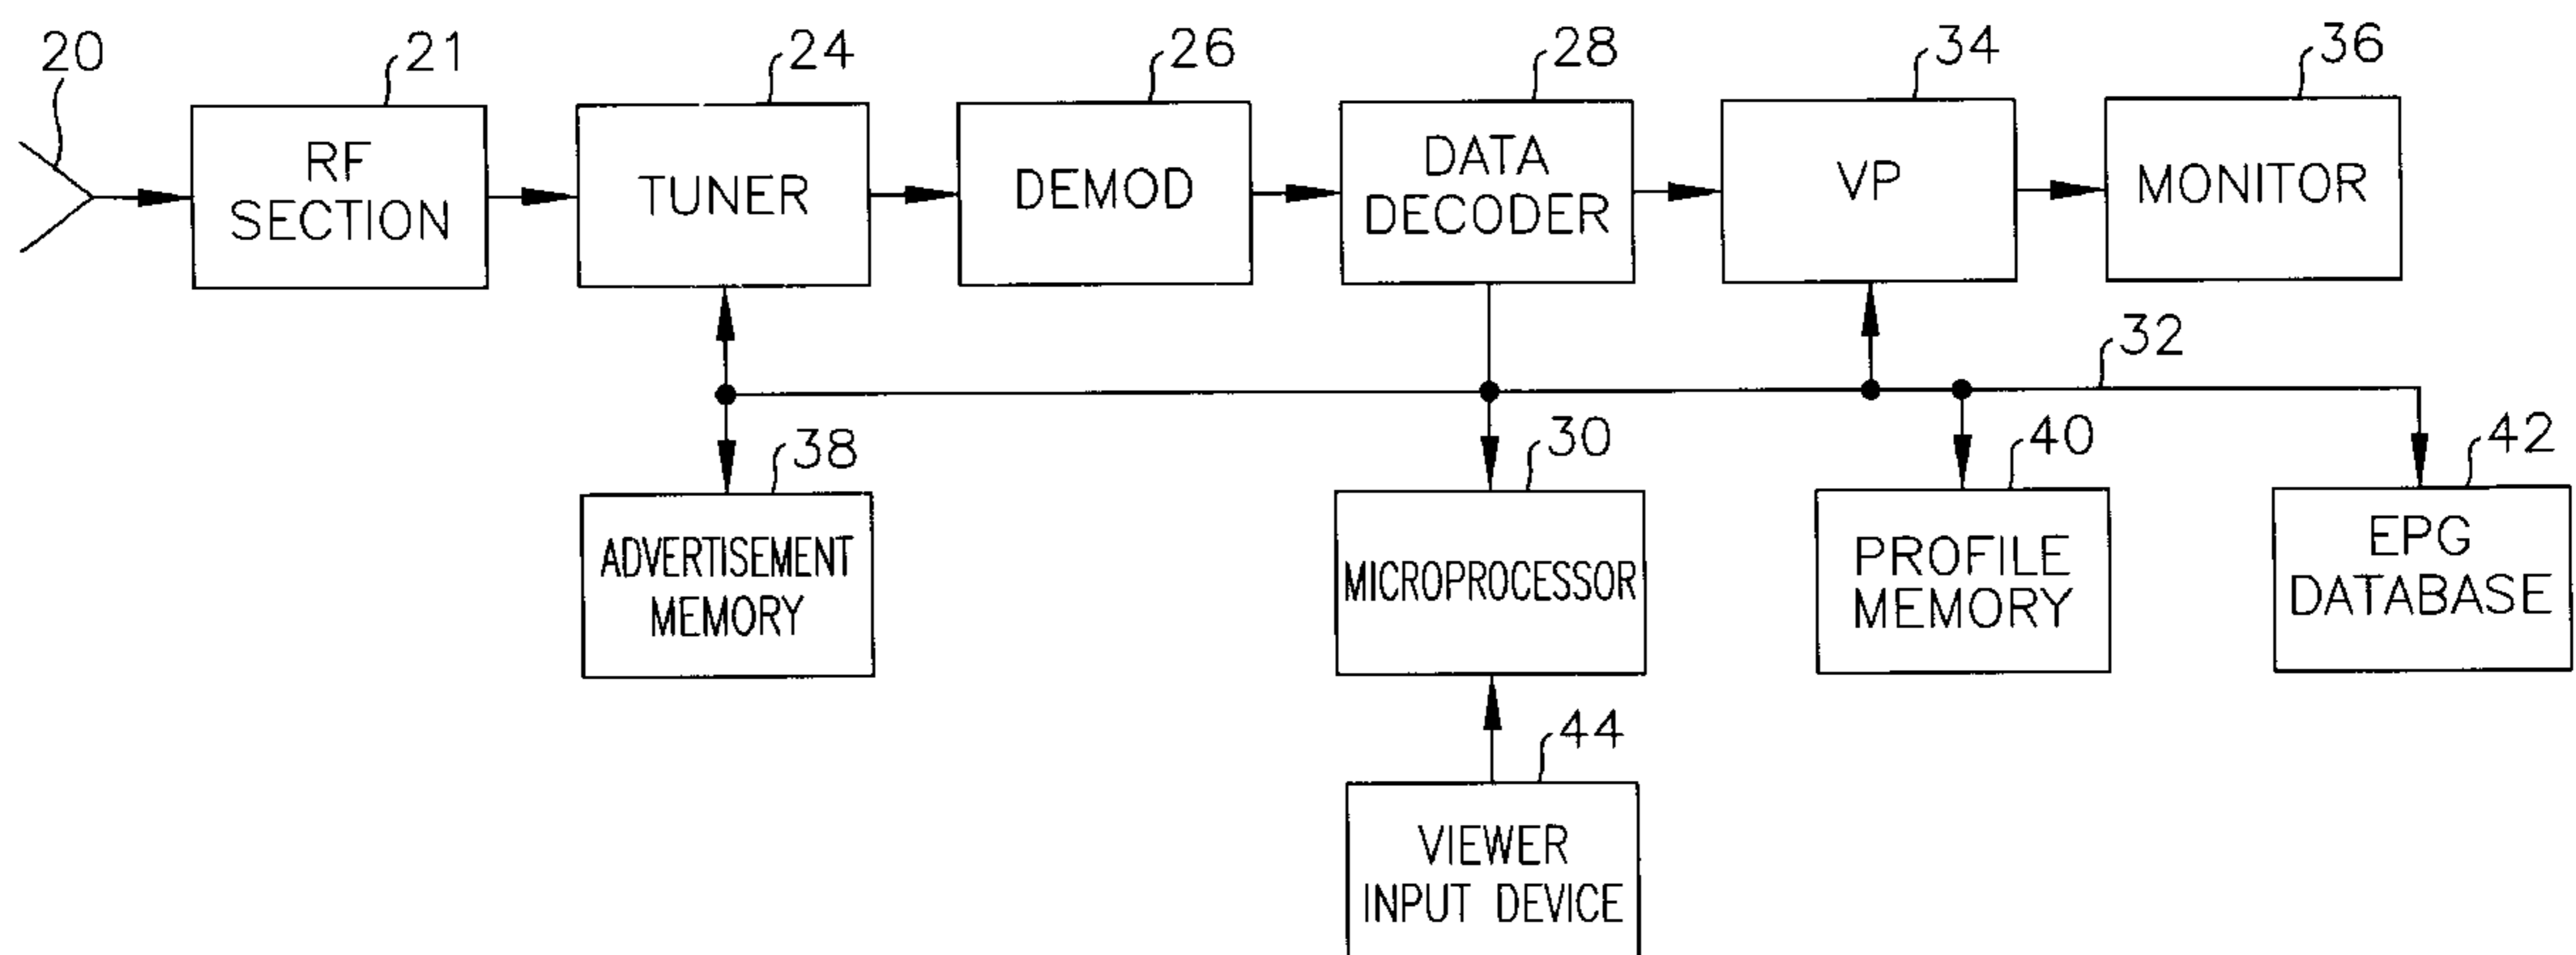 20
21
24
26
28
34
36
RF
SECTION
TUNER
DEMOD
DATA
DECODER
VP
MONITOR
32
38
30
40
42
ADVERTISEMENT
MEMORY
MICROPROCESSOR
PROFILE
MEMORY
EPG
DATABASE
44
VIEWER
INPUT DEVICE